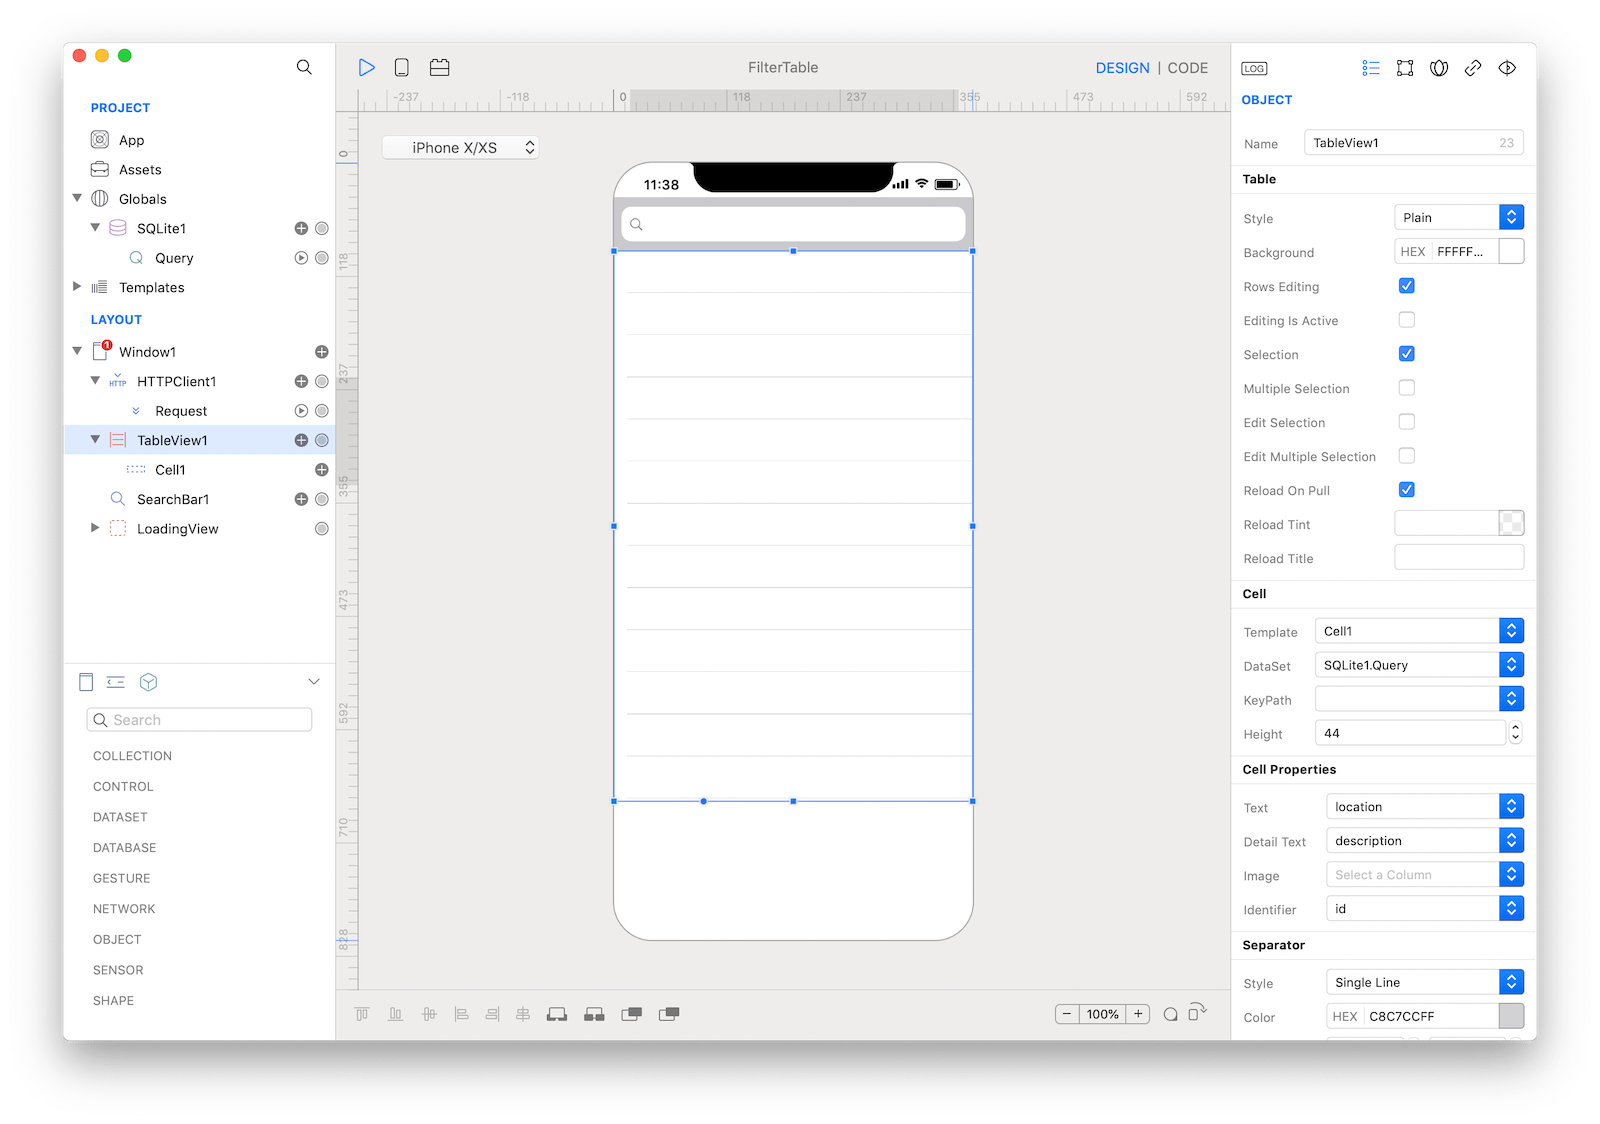 PROJECT
App
Assets
Globals
SQLite1
Query
Templates
LAYOUT
1
Window1
HTTP
HTTPClient1
Request
TableView1
Cell1
SearchBar1
LoadingView
Search
COLLECTION
CONTROL
DATASET
DATABASE
GESTURE
NETWORK
OBJECT
SENSOR
SHAPE
FilterTable
DESIGN | CODE
-237 -118 0 118 237 355 473 592
0
118
237
355
473
592
710
828
iPhone X/XS
11:38
100%
LOG
OBJECT
Name TableView1 23
Table
Style Plain
Background HEX FFFFF...
Rows Editing
Editing Is Active
Selection
Multiple Selection
Edit Selection
Edit Multiple Selection
Reload On Pull
Reload Tint
Reload Title
Cell
Template Cell1
DataSet SQLite1.Query
KeyPath
Height 44
Cell Properties
Text location
Detail Text description
Image Select a Column
Identifier id
Separator
Style Single Line
Color HEX C8C7CCFF